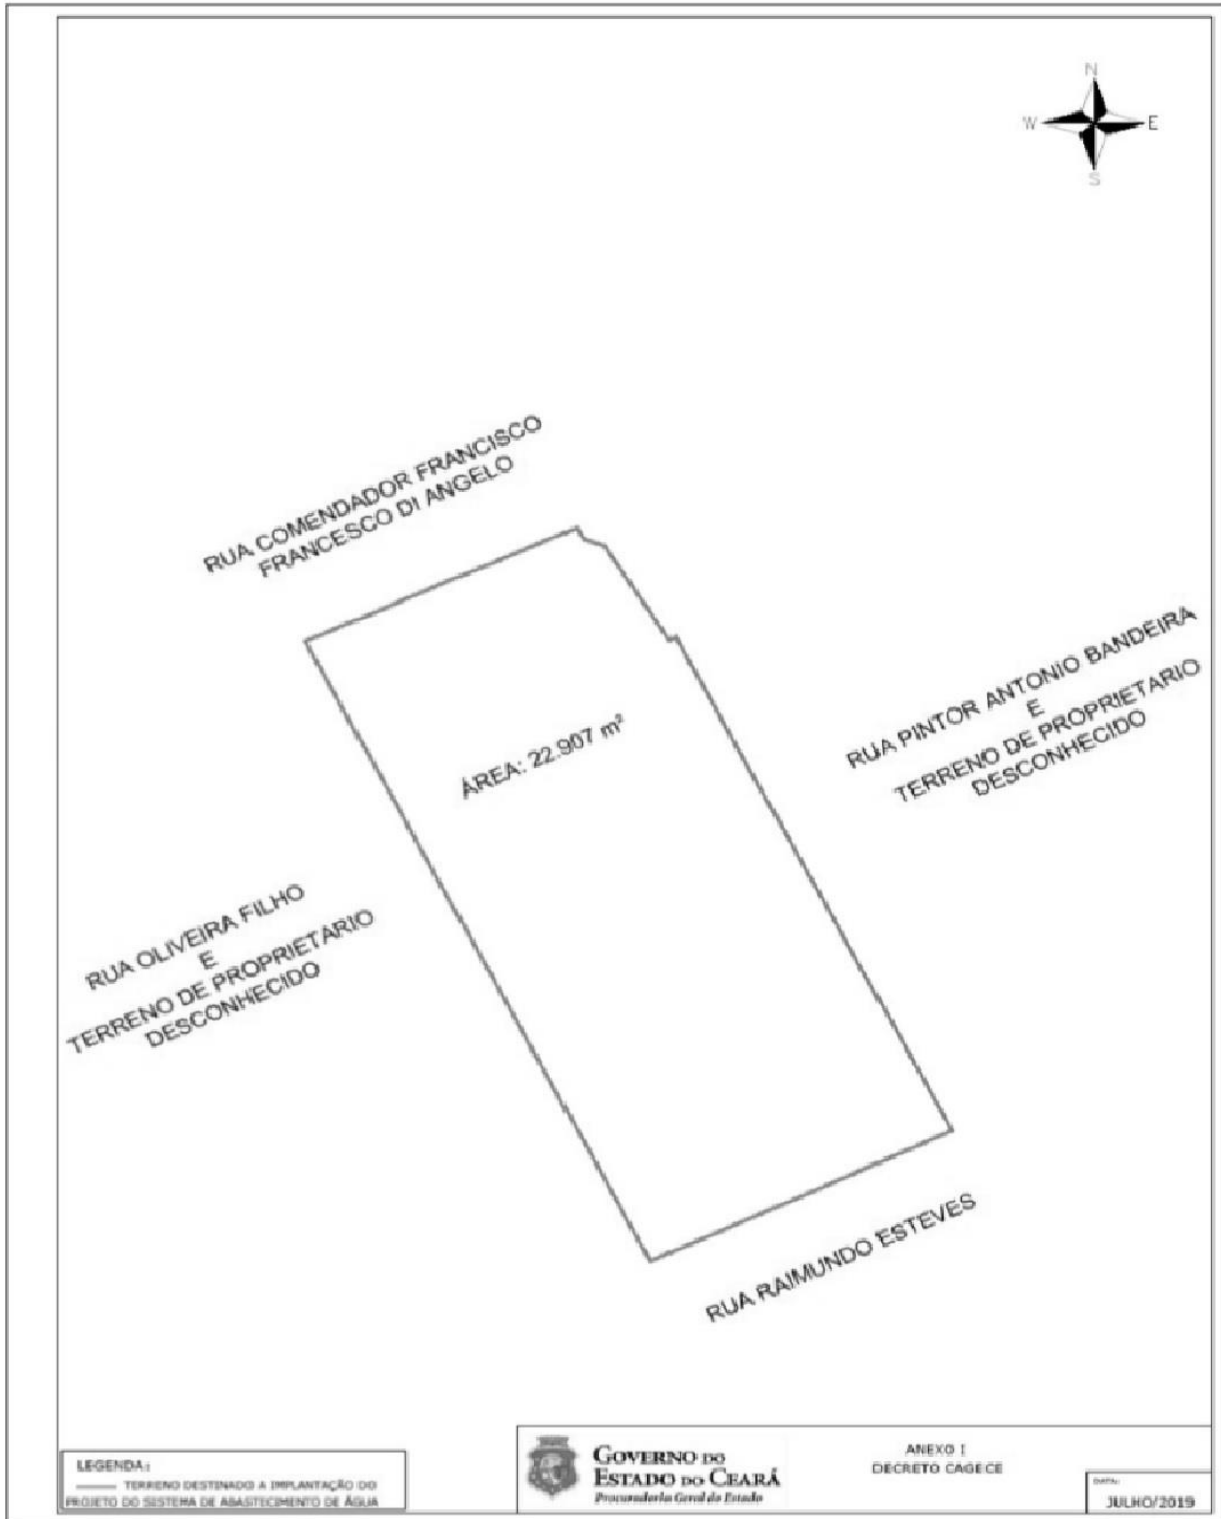 N
W E
S
RUA COMENDADOR FRANCISCO
FRANCESCO DI ANGELO
RUA PINTOR ANTONIO BANDEIRA
E
TERRENO DE PROPRIETARIO
DESCONHECIDO
ÁREA: 22.907 m²
RUA OLIVEIRA FILHO
E
TERRENO DE PROPRIETARIO
DESCONHECIDO
RUA RAIMUNDO ESTEVES
LEGENDA:
TERRENO DESTINADO A IMPLANTAÇÃO DO
PROJETO DO SISTEMA DE ABASTECIMENTO DE ÁGUA
GOVERNO DO
ESTADO DO CEARÁ
Procuradoria Geral do Estado
ANEXO I
DECRETO CAGECE
DATA:
JULHO/2019